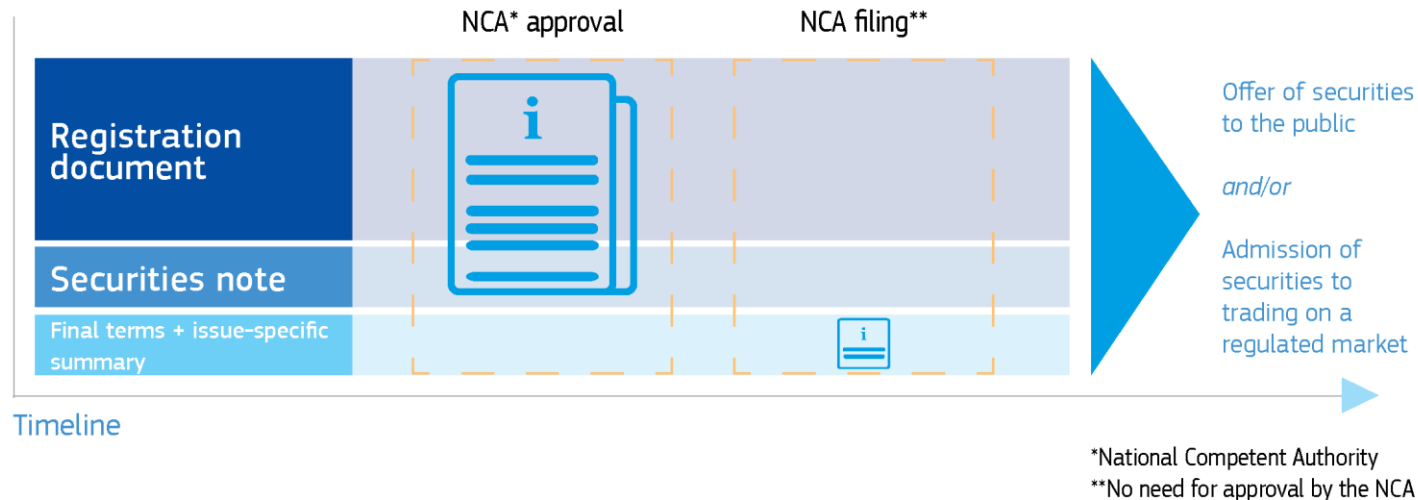 NCA* approval
NCA filing**
Registration
document
i
Securities note
Final terms + issue-specific
summary
i
Offer of securities
to the public
and/or
Admission of
securities to
trading on a
regulated market
Timeline
*National Competent Authority
**No need for approval by the NCA